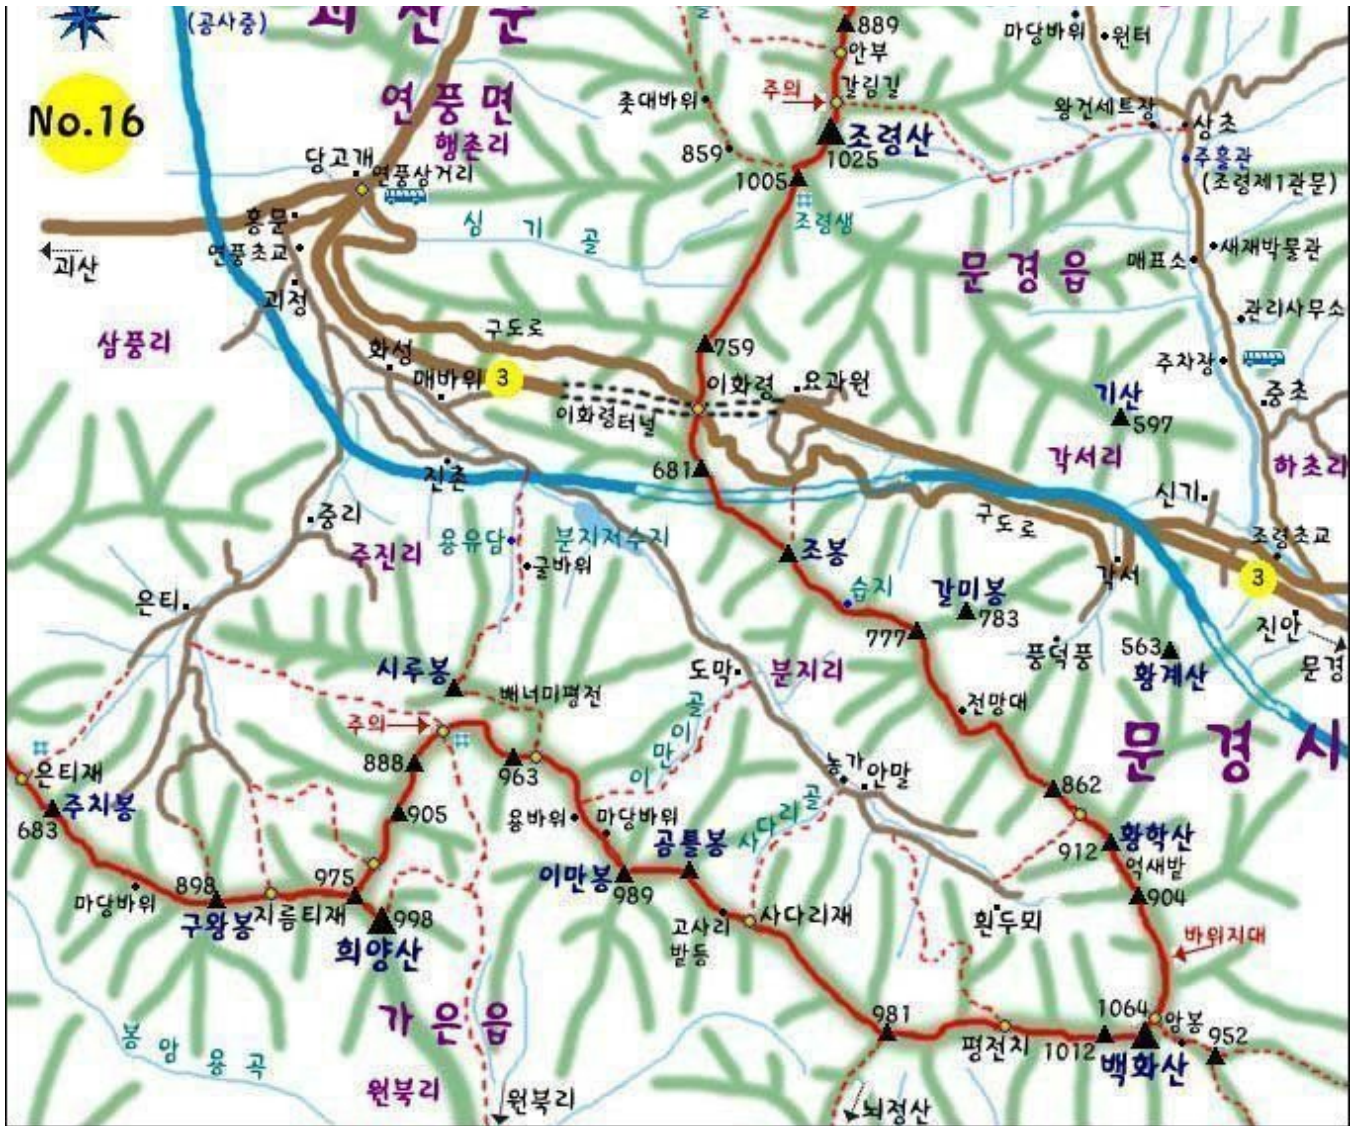 (공사중)
889
안부
마당바위
원터
No.16
연풍면
행촌리
촛대바위
주의
갈림길
왕건세트장
상초
조령산
1025
주흘관
(조령제1관문)
859
1005
당고개
연풍삼거리
홍문
심기골
조령샘
연풍초교
괴산
문경읍
매표소
새재박물관
괴정
관리사무소
삼풍리
구도로
759
주차장
화성
매바위
3
이화령
요과원
중초
기산
597
이화령터널
각서리
하초리
681
진촌
신기
중리
구도로
조령초교
용유담
분지저수지
주진리
굴바위
조봉
각서
3
은티
습지
갈미봉
783
777
진안
풍덕풍
563
황계산
문경
시루봉
배너미평전
도막
분지리
전망대
주의
이만이골
문경시
은티재
888
963
농가
안말
862
주치봉
683
905
용바위
마당바위
사다리골
곰틀봉
황학산
912
억새밭
이만봉
989
898
975
904
마당바위
구왕봉
지름티재
998
희양산
고사리
밭등
사다리재
흰두뫼
바위지대
가은읍
981
1064
암봉
952
평전치
1012
백화산
봉암용곡
원북리
원북리
뇌정산